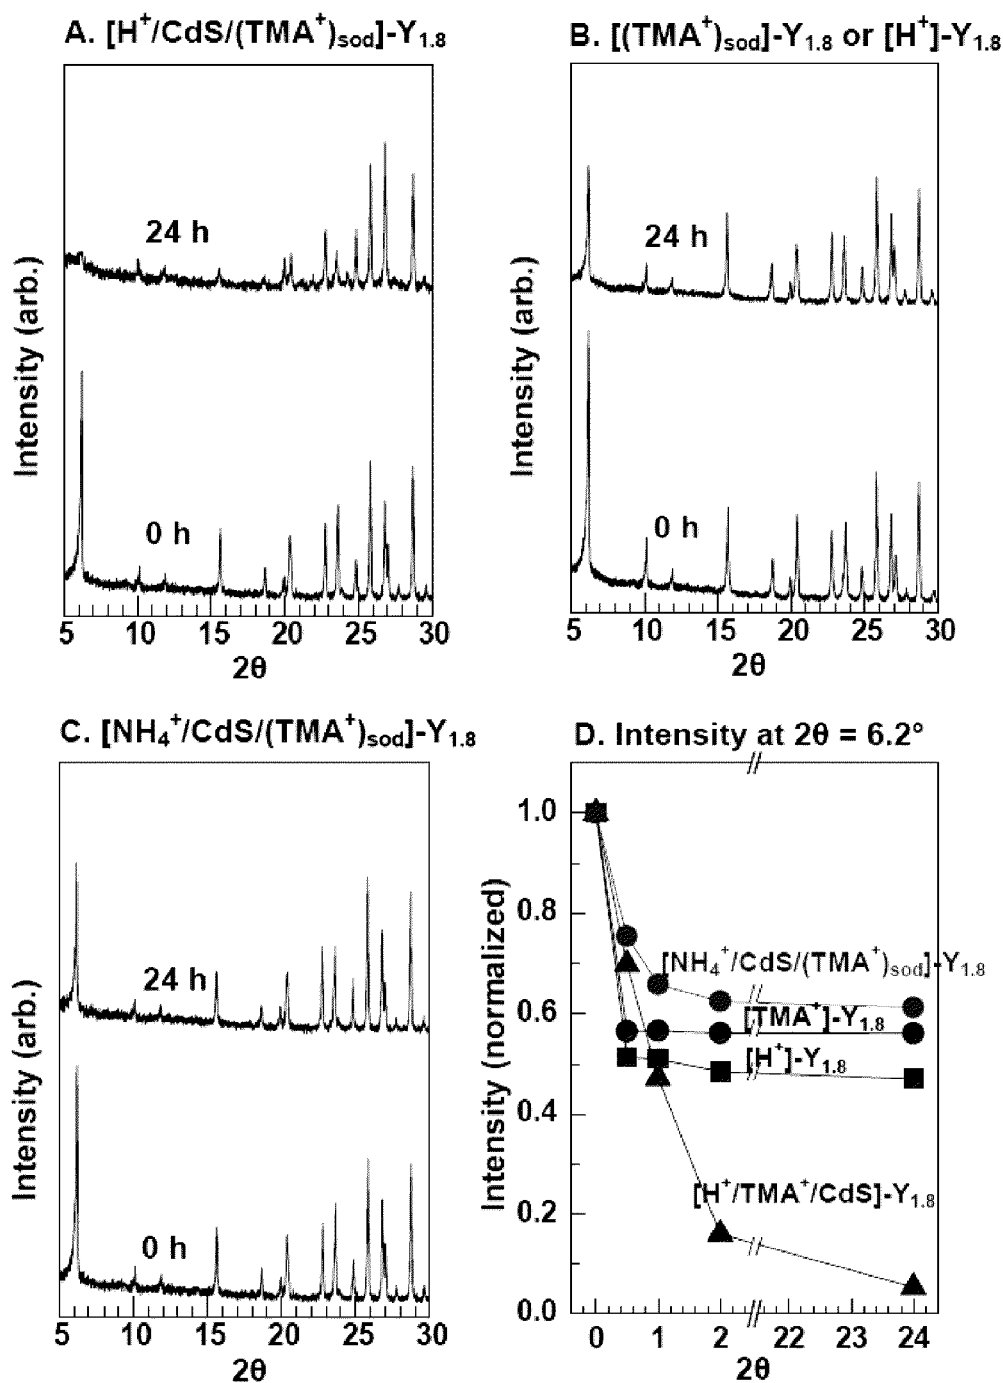 A. [H⁺/CdS/(TMA⁺)sod]-Y1.8
24 h
0 h
Intensity (arb.)
5 10 15 20 25 30
2θ
B. [(TMA⁺)sod]-Y1.8 or [H⁺]-Y1.8
24 h
0 h
Intensity (arb.)
5 10 15 20 25 30
2θ
C. [NH4⁺/CdS/(TMA⁺)sod]-Y1.8
24 h
0 h
Intensity (arb.)
5 10 15 20 25 30
2θ
D. Intensity at 2θ = 6.2°
1.0
0.8
0.6
0.4
0.2
0.0
Intensity (normalized)
[NH4⁺/CdS/(TMA⁺)sod]-Y1.8
[TMA⁺]-Y1.8
[H⁺]-Y1.8
[H⁺/TMA⁺/CdS]-Y1.8
0 1 2 22 23 24
2θ